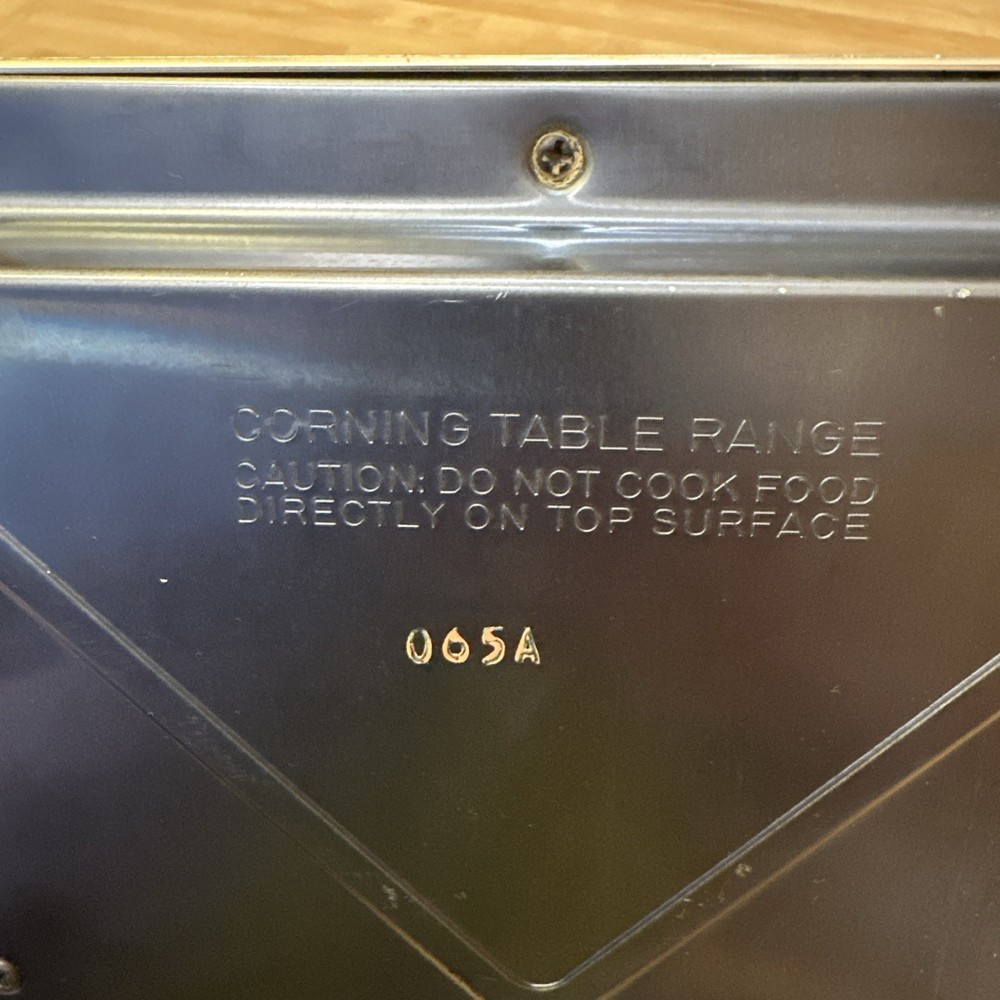 CORNING TABLE RANGE
CAUTION: DO NOT COOK FOOD
DIRECTLY ON TOP SURFACE
065A